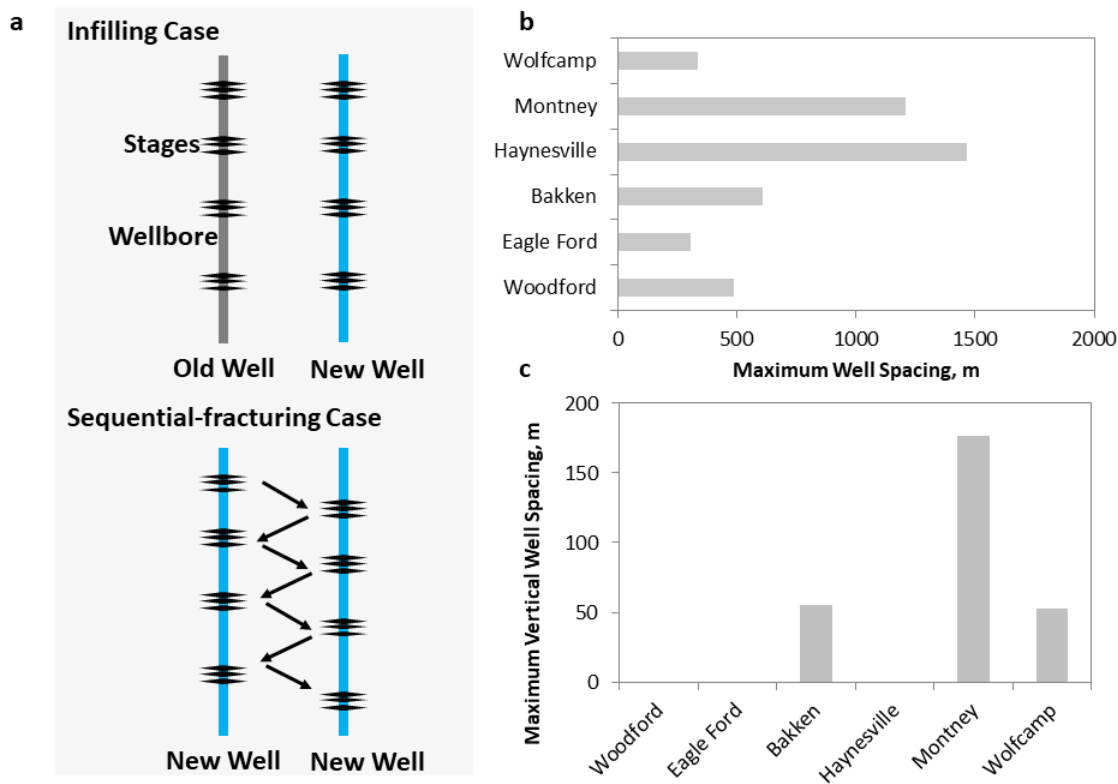 a
Infilling Case
Stages
Wellbore
Old Well New Well
Sequential-fracturing Case
New Well New Well
b
Wolfcamp
Montney
Haynesville
Bakken
Eagle Ford
Woodford
0 500 1000 1500 2000
Maximum Well Spacing, m
c
Maximum Vertical Well Spacing, m
200
150
100
50
0
Woodford
Eagle Ford
Bakken
Haynesville
Montney
Wolfcamp